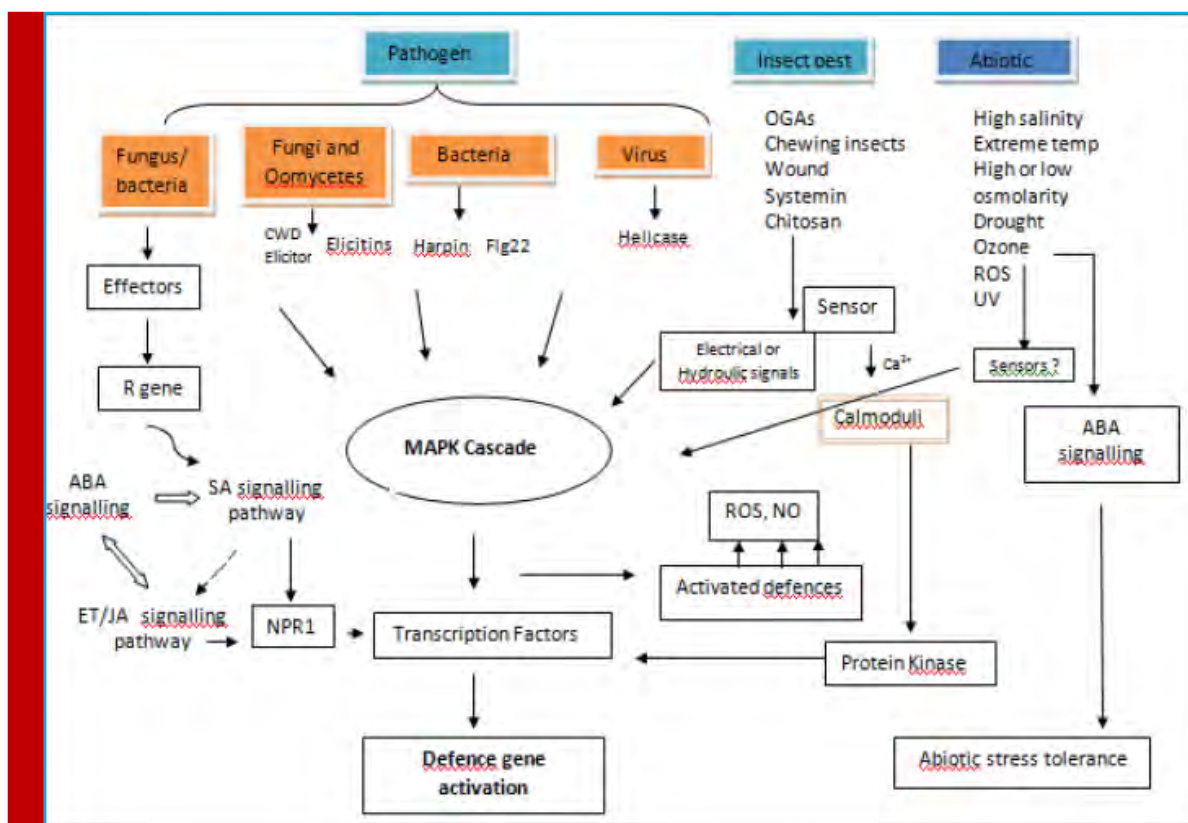 Pathogen
Insect pest
Abiotic
Fungus/
bacteria
Fungi and
Oomycetes
Bacteria
Virus
OGAs
Chewing insects
Wound
Systemin
Chitosan
High salinity
Extreme temp
High or low
osmolarity
Drought
Ozone
ROS
UV
CWD
Elicitor
Elicitins
Harpin
Flg22
Helicase
Effectors
Sensor
R gene
Electrical or
Hydroulic signals
Ca²⁺
Sensors ?
MAPK Cascade
Calmoduli
ABA
signalling
ABA
signalling
SA signalling
pathway
ROS, NO
Activated defences
ET/JA signalling
pathway
NPR1
Transcription Factors
Protein Kinase
Defence gene
activation
Abiotic stress tolerance